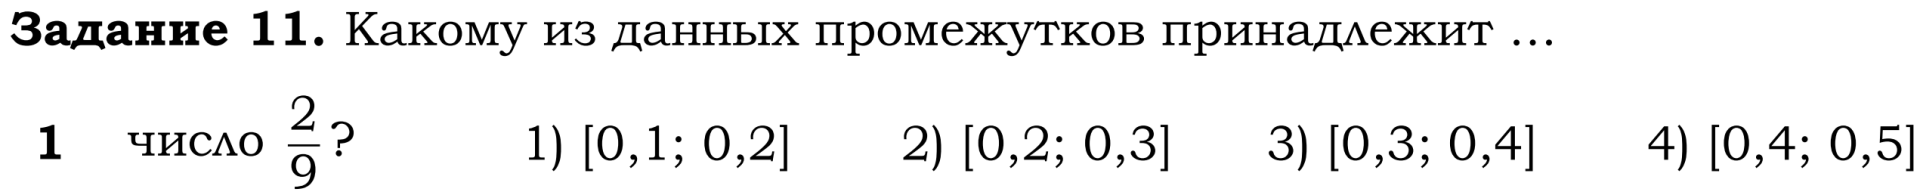 Задание 11. Какому из данных промежутков принадлежит ...
1 число 2/9? 1) [0,1; 0,2] 2) [0,2; 0,3] 3) [0,3; 0,4] 4) [0,4; 0,5]